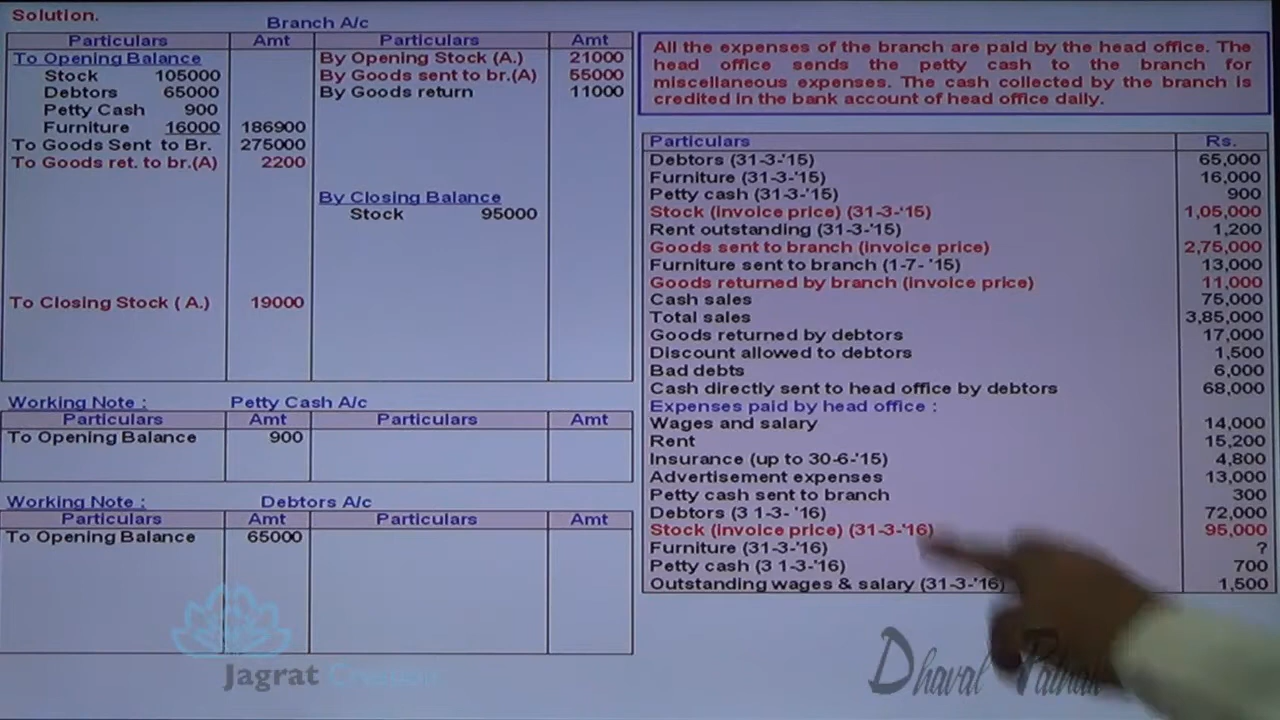 Solution.
Branch A/c
Particulars Amt Particulars Amt
To Opening Balance By Opening Stock (A.) 21000
Stock 105000 By Goods sent to br.(A) 55000
Debtors 65000 By Goods return 11000
Petty Cash 900
Furniture 16000 186900
To Goods Sent to Br. 275000
To Goods ret. to br.(A) 2200
By Closing Balance
Stock 95000
To Closing Stock ( A.) 19000
Working Note : Petty Cash A/c
Particulars Amt Particulars Amt
To Opening Balance 900
Working Note : Debtors A/c
Particulars Amt Particulars Amt
To Opening Balance 65000
All the expenses of the branch are paid by the head office. The
head office sends the petty cash to the branch for
miscellaneous expenses. The cash collected by the branch is
credited in the bank account of head office daily.
Particulars Rs.
Debtors (31-3-'15) 65,000
Furniture (31-3-'15) 16,000
Petty cash (31-3-'15) 900
Stock (invoice price) (31-3-'15) 1,05,000
Rent outstanding (31-3-'15) 1,200
Goods sent to branch (invoice price) 2,75,000
Furniture sent to branch (1-7- '15) 13,000
Goods returned by branch (invoice price) 11,000
Cash sales 75,000
Total sales 3,85,000
Goods returned by debtors 17,000
Discount allowed to debtors 1,500
Bad debts 6,000
Cash directly sent to head office by debtors 68,000
Expenses paid by head office :
Wages and salary 14,000
Rent 15,200
Insurance (up to 30-6-'15) 4,800
Advertisement expenses 13,000
Petty cash sent to branch 300
Debtors (3 1-3- '16) 72,000
Stock (invoice price) (31-3-'16) 95,000
Furniture (31-3-'16) ?
Petty cash (3 1-3-'16) 700
Outstanding wages & salary (31-3-'16) 1,500
Jagrat
Dhaval Pathak